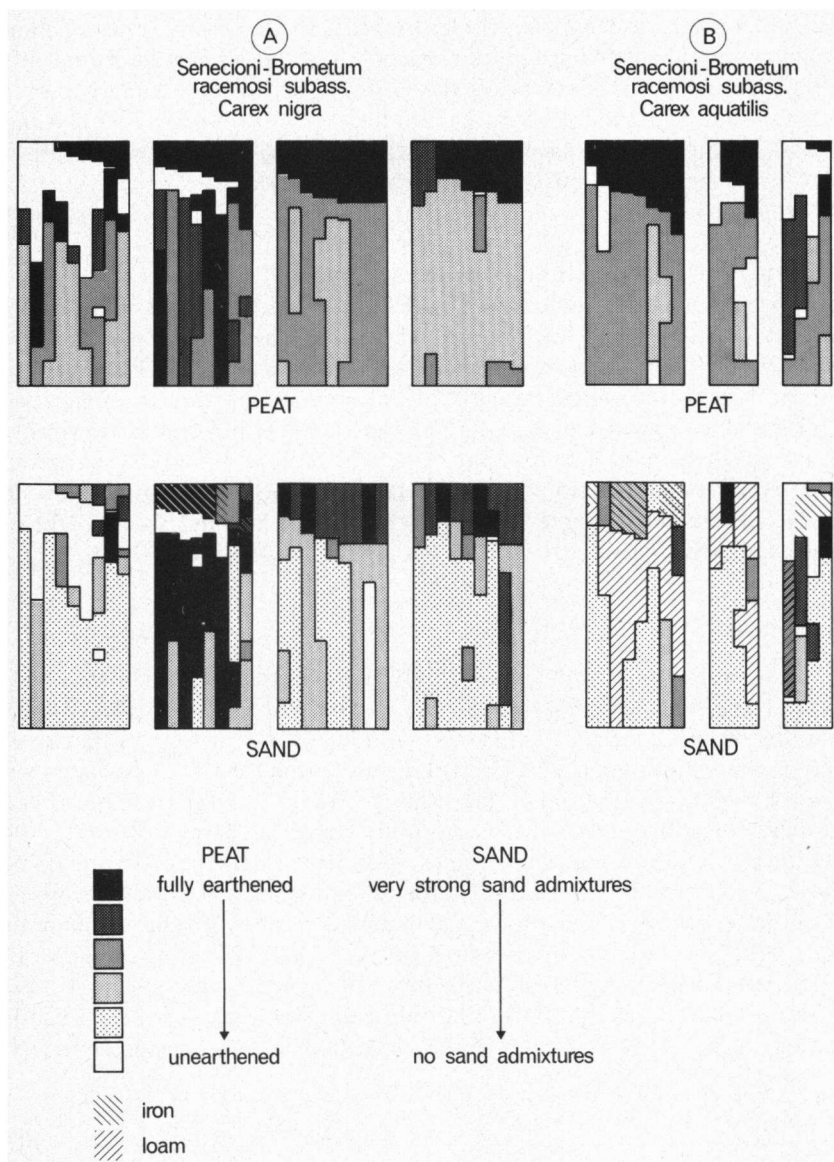 A
Senecioni-Brometum
racemosi subass.
Carex nigra
B
Senecioni-Brometum
racemosi subass.
Carex aquatilis
PEAT
PEAT
SAND
SAND
PEAT
SAND
fully earthened
very strong sand admixtures
unearthened
no sand admixtures
iron
loam